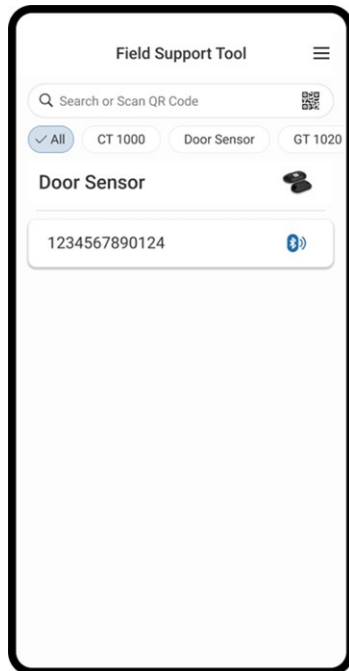 Field Support Tool
Search or Scan QR Code
All CT 1000 Door Sensor GT 1020
Door Sensor
1234567890124